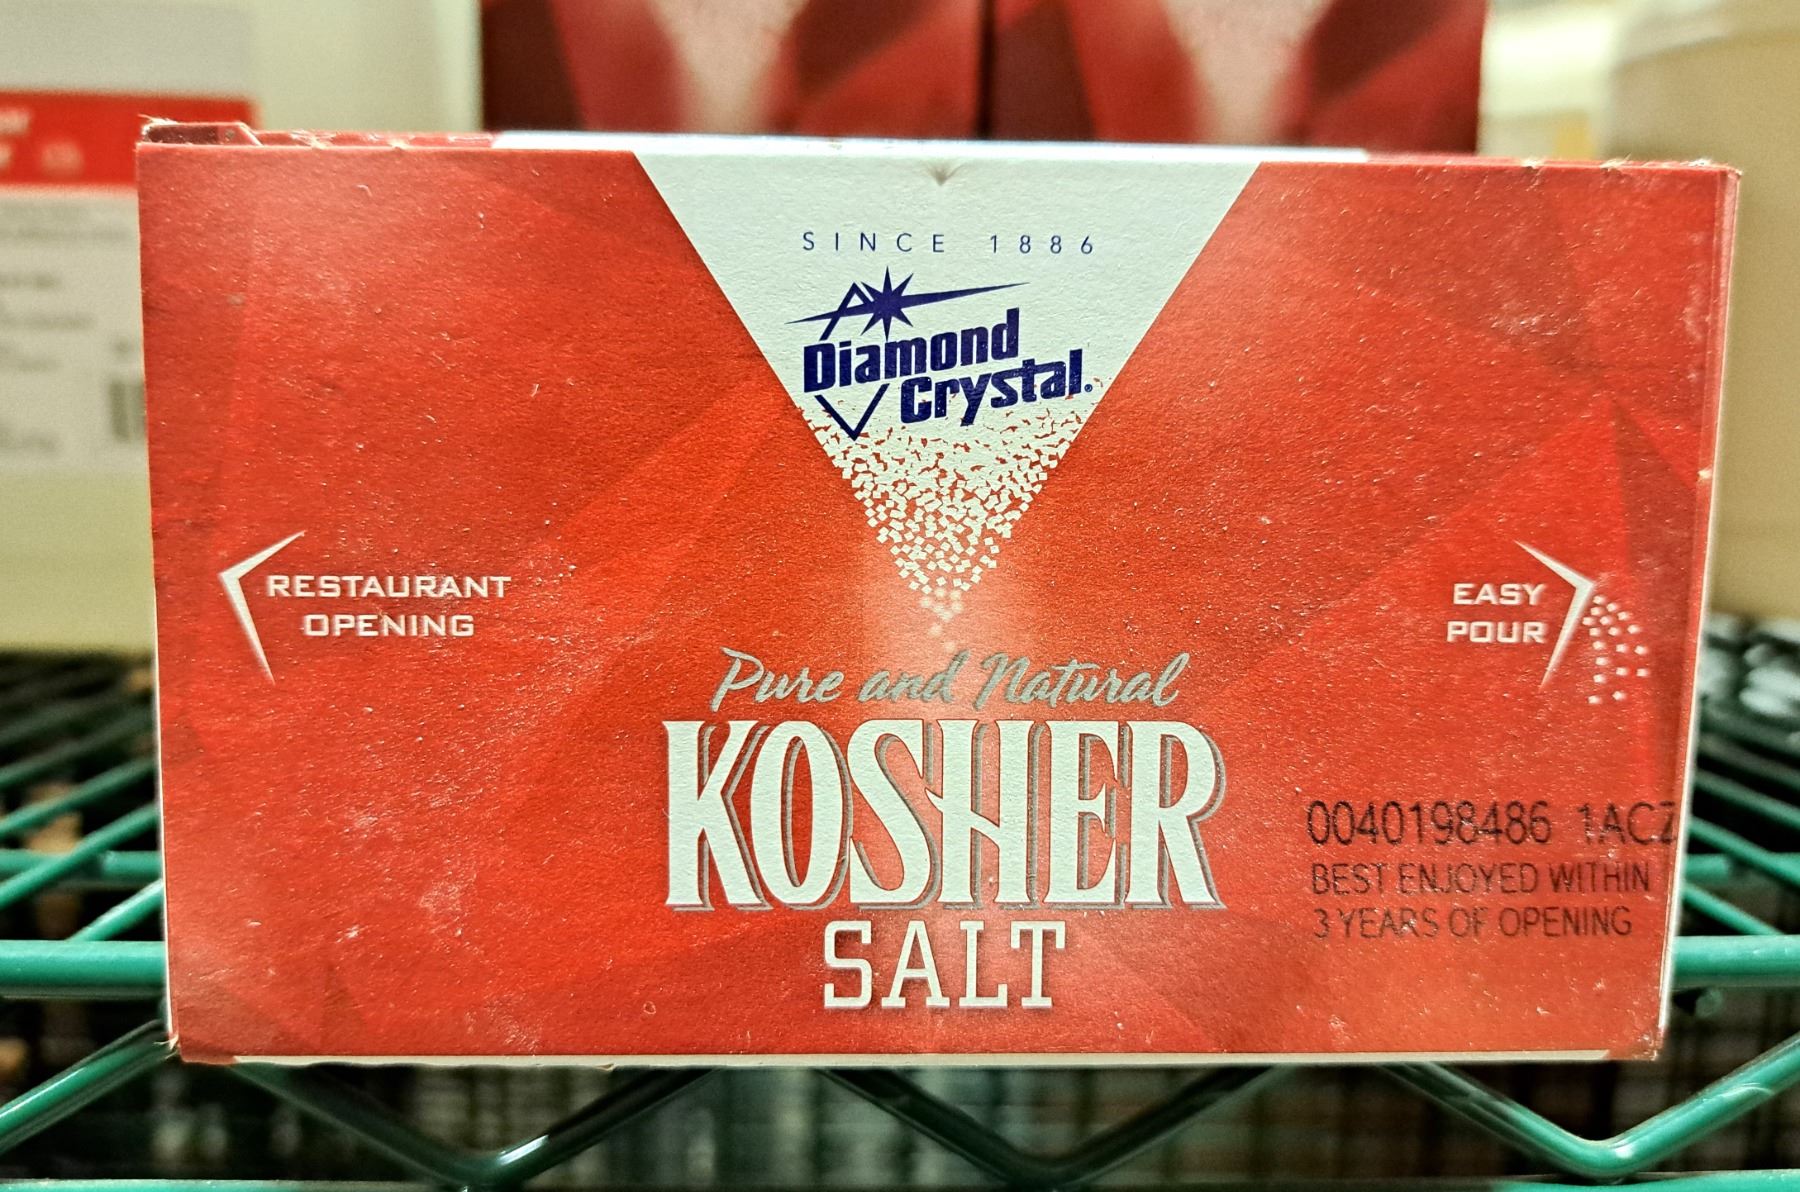 SINCE 1886
Diamond
Crystal®
RESTAURANT
OPENING
EASY
POUR
Pure and Natural
KOSHER
SALT
0040198486 1ACZ
BEST ENJOYED WITHIN
3 YEARS OF OPENING